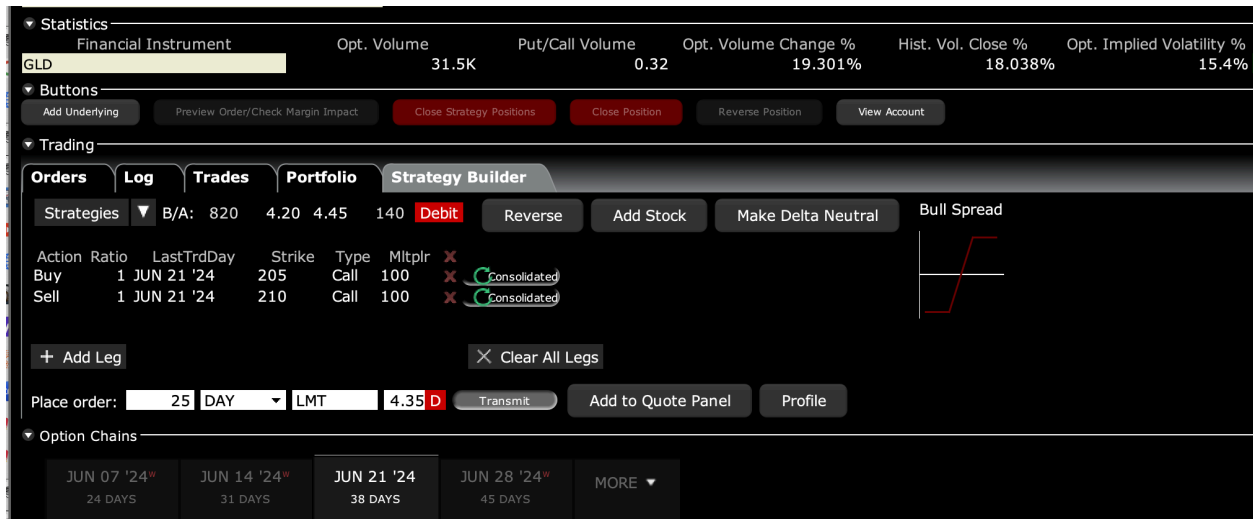 Statistics
Financial Instrument Opt. Volume Put/Call Volume Opt. Volume Change % Hist. Vol. Close % Opt. Implied Volatility %
GLD 31.5K 0.32 19.301% 18.038% 15.4%
Buttons
Add Underlying Preview Order/Check Margin Impact Close Strategy Positions Close Position Reverse Position View Account
Trading
Orders Log Trades Portfolio Strategy Builder
Strategies ▼ B/A: 820 4.20 4.45 140 Debit Reverse Add Stock Make Delta Neutral Bull Spread
Action Ratio LastTrdDay Strike Type Mltplr X
Buy 1 JUN 21 '24 205 Call 100 X Consolidated
Sell 1 JUN 21 '24 210 Call 100 X Consolidated
+ Add Leg X Clear All Legs
Place order: 25 DAY LMT 4.35 D Transmit Add to Quote Panel Profile
Option Chains
JUN 07 '24W JUN 14 '24W JUN 21 '24 JUN 28 '24W MORE ▼
24 DAYS 31 DAYS 38 DAYS 45 DAYS